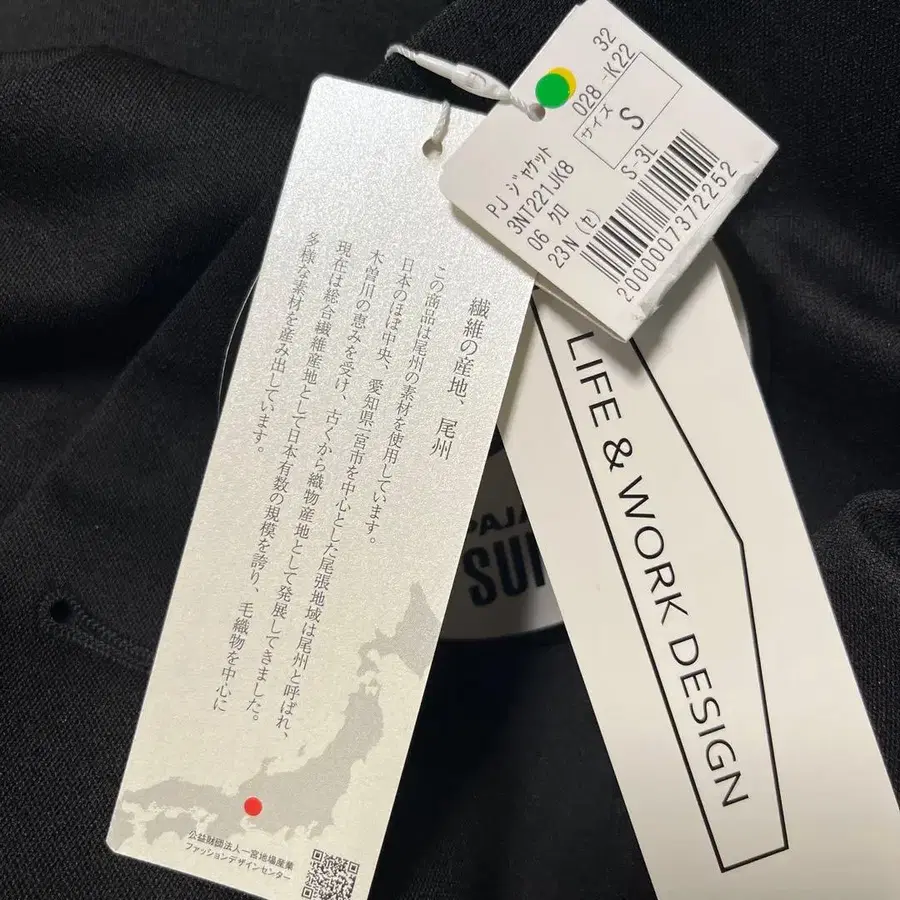 繊維の産地、尾州
この商品は尾州の素材を使用しています。
日本のほぼ中央、愛知県一宮市を中心とした尾張地域は尾州と呼ばれ、
木曽川の恵みを受け、古くから織物産地として発展してきました。
現在は総合繊維産地として日本有数の規模を誇り、毛織物を中心に
多様な素材を産み出しています。
公益財団法人一宮地場産業
ファッションデザインセンター
32
028 -K22
サイズ
S
S-3L
PJ ジャケット
3NT221JK8
06 クロ
23N (セ)
2000007372252
LIFE & WORK DESIGN
PAJA
SUI